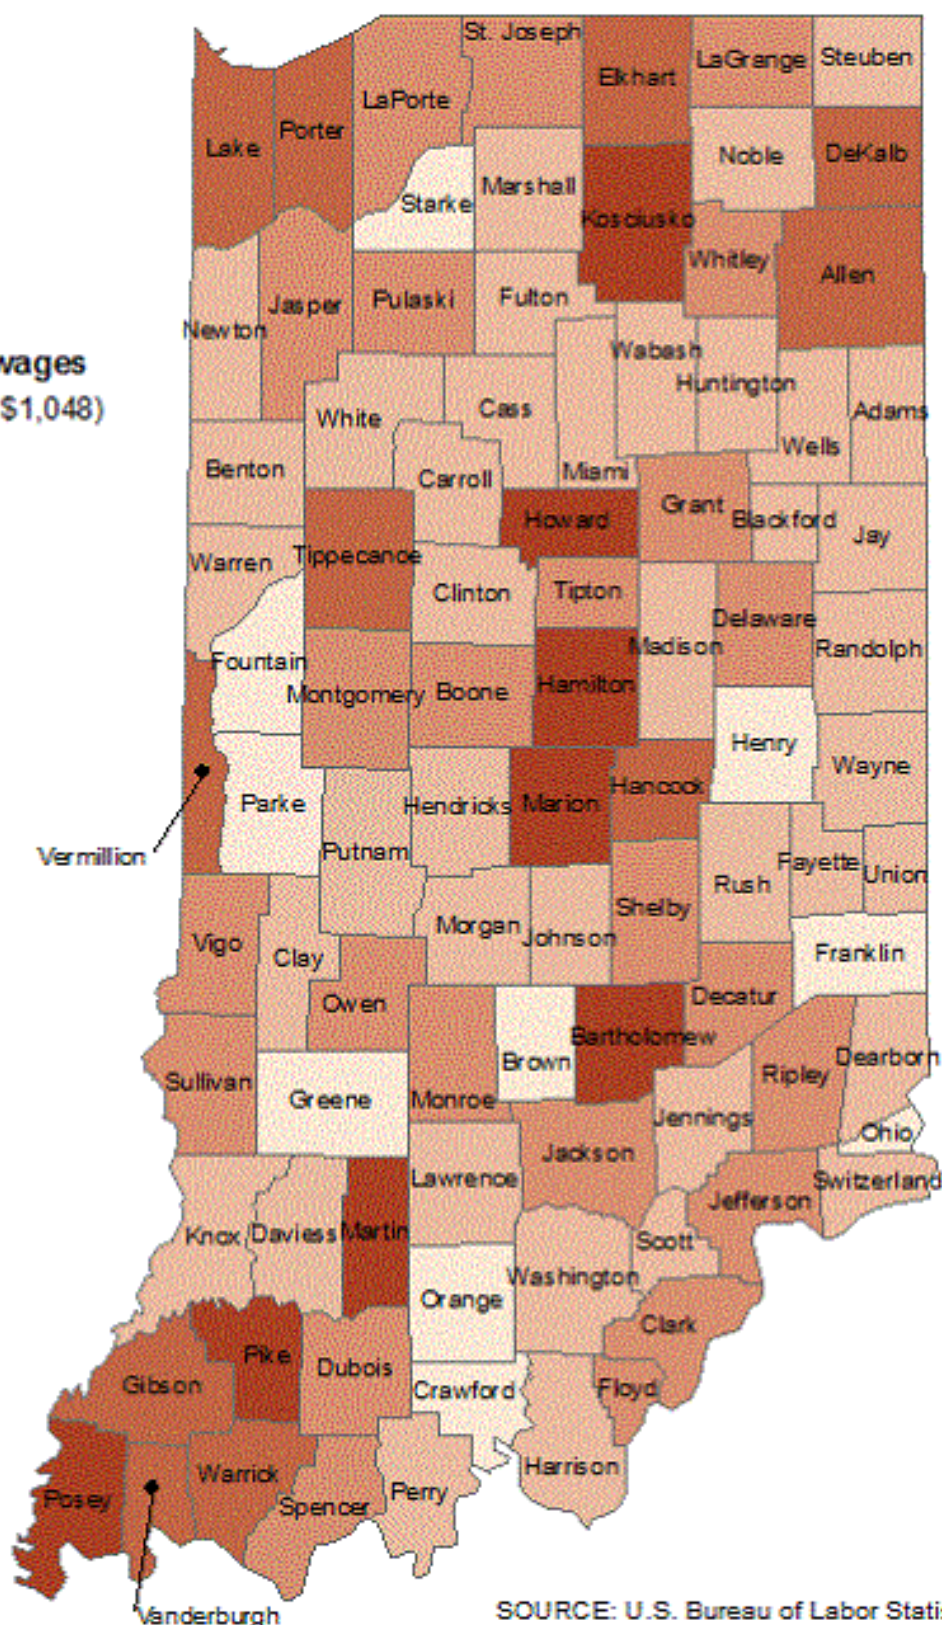 St. Joseph
Elkhart
LaGrange
Steuben
LaPorte
Lake
Porter
Noble
DeKalb
Starke
Marshall
Kosciusko
Whitley
Allen
Newton
Jasper
Pulaski
Fulton
Wabash
Huntington
wages
$1,048)
White
Cass
Adams
Wells
Benton
Carroll
Miami
Grant
Blackford
Jay
Howard
Warren
Tippecanoe
Clinton
Tipton
Delaware
Madison
Randolph
Fountain
Montgomery
Boone
Hamilton
Henry
Wayne
Parke
Hendricks
Marion
Hancock
Vermillion
Putnam
Fayette
Union
Rush
Shelby
Morgan
Johnson
Franklin
Vigo
Clay
Owen
Decatur
Bartholomew
Brown
Dearborn
Ripley
Sullivan
Greene
Monroe
Jennings
Ohio
Jackson
Lawrence
Switzerland
Jefferson
Knox
Daviess
Martin
Scott
Washington
Orange
Clark
Pike
Dubois
Gibson
Crawford
Floyd
Harrison
Warrick
Posey
Spencer
Perry
Vanderburgh
SOURCE: U.S. Bureau of Labor Statis